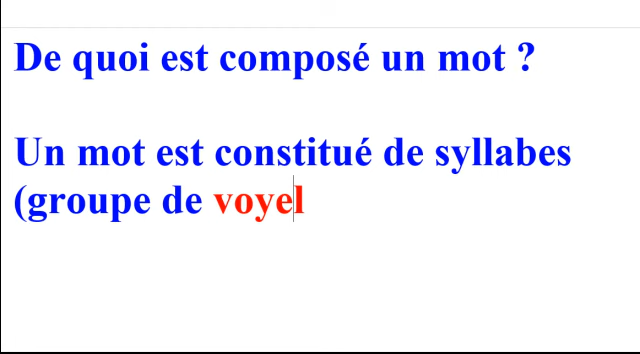 De quoi est composé un mot ?
Un mot est constitué de syllabes
(groupe de voyel